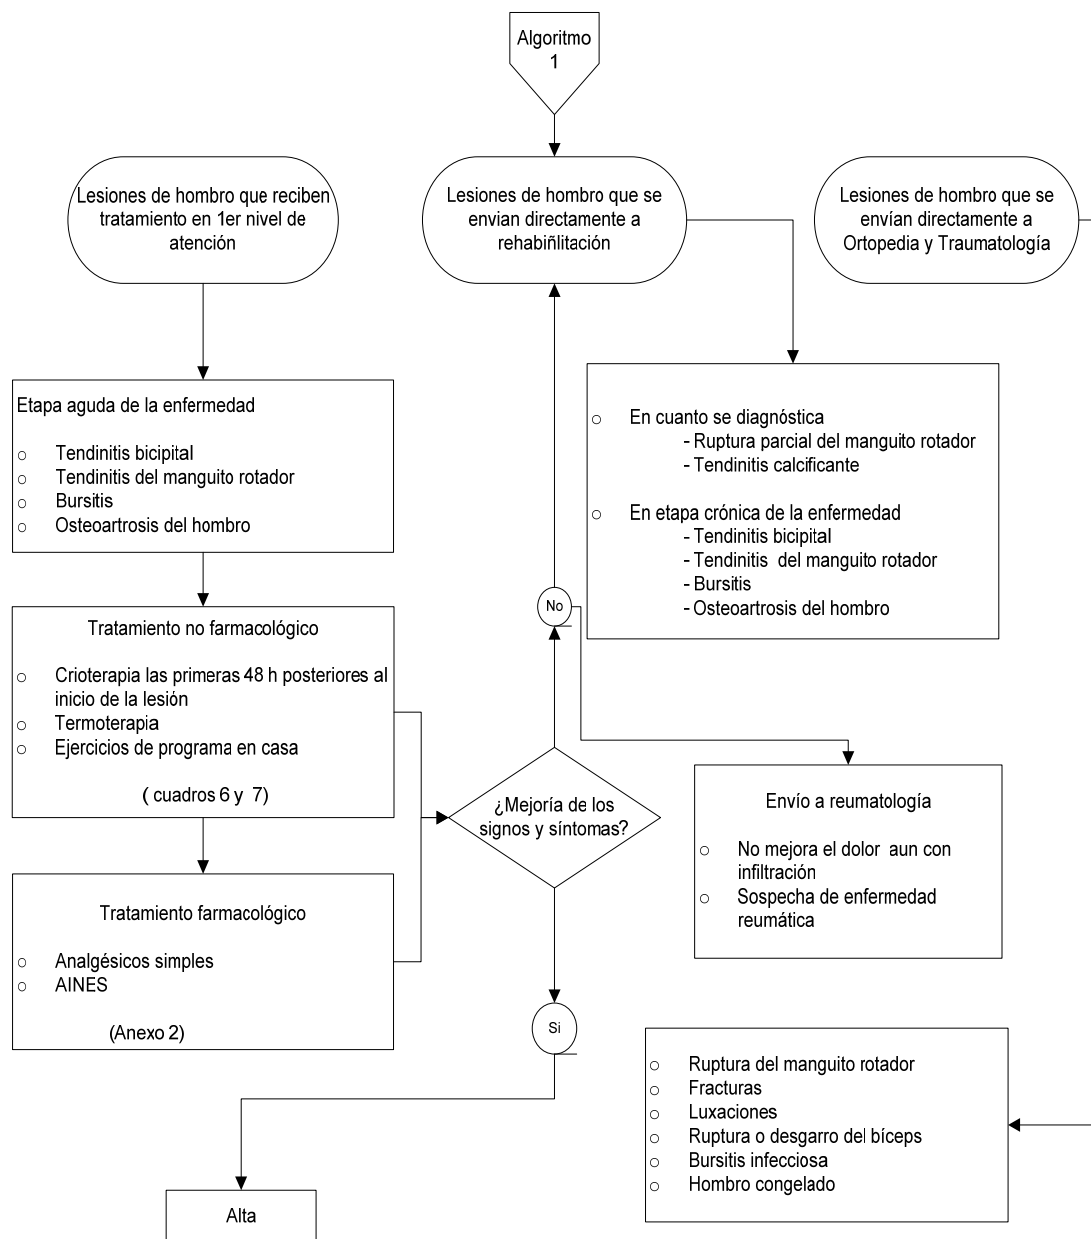 Algoritmo
1
Lesiones de hombro que reciben
tratamiento en 1er nivel de
atención
Lesiones de hombro que se
envian directamente a
rehabiñlitación
Lesiones de hombro que se
envían directamente a
Ortopedia y Traumatología
Etapa aguda de la enfermedad
○ Tendinitis bicipital
○ Tendinitis del manguito rotador
○ Bursitis
○ Osteoartrosis del hombro
○ En cuanto se diagnóstica
- Ruptura parcial del manguito rotador
- Tendinitis calcificante
○ En etapa crónica de la enfermedad
- Tendinitis bicipital
- Tendinitis del manguito rotador
- Bursitis
- Osteoartrosis del hombro
Tratamiento no farmacológico
○ Crioterapia las primeras 48 h posteriores al
inicio de la lesión
○ Termoterapia
○ Ejercicios de programa en casa
( cuadros 6 y 7)
No
¿Mejoría de los
signos y síntomas?
Envío a reumatología
○ No mejora el dolor aun con
infiltración
○ Sospecha de enfermedad
reumática
Tratamiento farmacológico
○ Analgésicos simples
○ AINES
(Anexo 2)
Si
○ Ruptura del manguito rotador
○ Fracturas
○ Luxaciones
○ Ruptura o desgarro del bíceps
○ Bursitis infecciosa
○ Hombro congelado
Alta